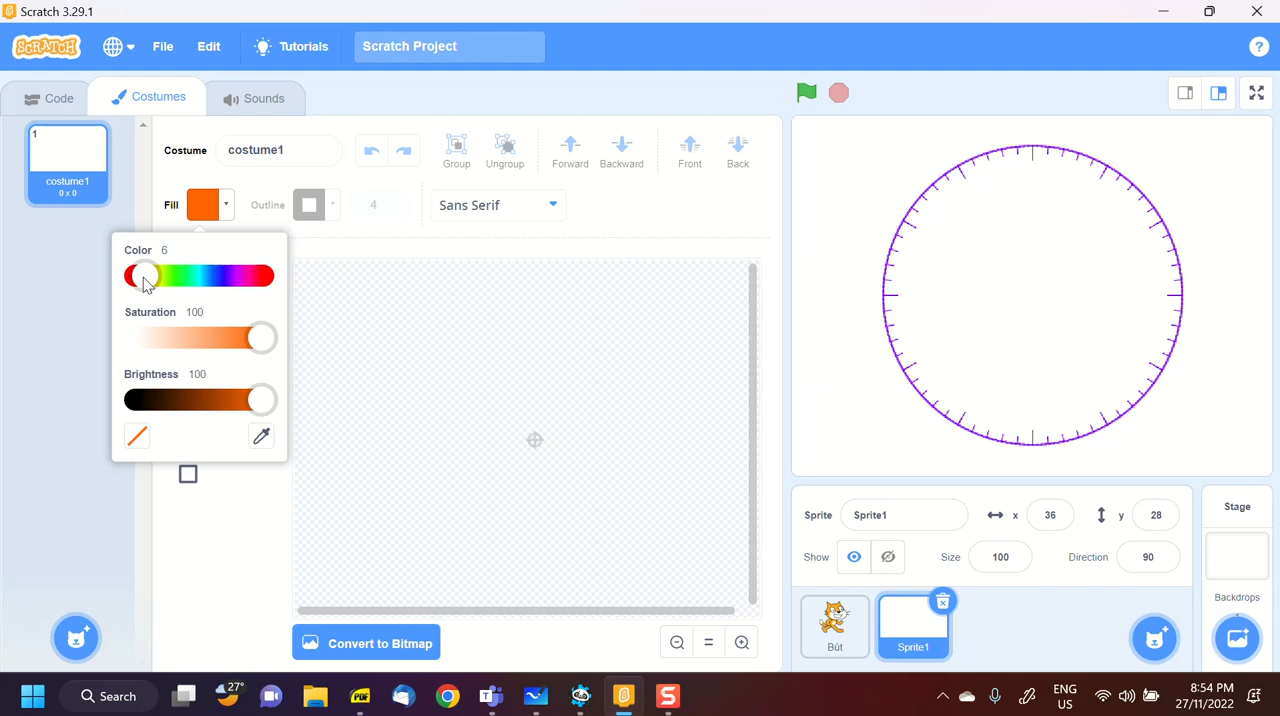 Scratch 3.29.1
SCRATCH
File
Edit
Tutorials
Scratch Project
?
Code
Costumes
Sounds
1
costume1
0 x 0
Costume
costume1
Group
Ungroup
Forward
Backward
Front
Back
Fill
Outline
4
Sans Serif
Color 6
Saturation 100
Brightness 100
Convert to Bitmap
Sprite
Sprite1
x
36
y
28
Show
Size
100
Direction
90
Bút
Sprite1
Stage
Backdrops
Search
27°
PDF
S
ENG
US
8:54 PM
27/11/2022